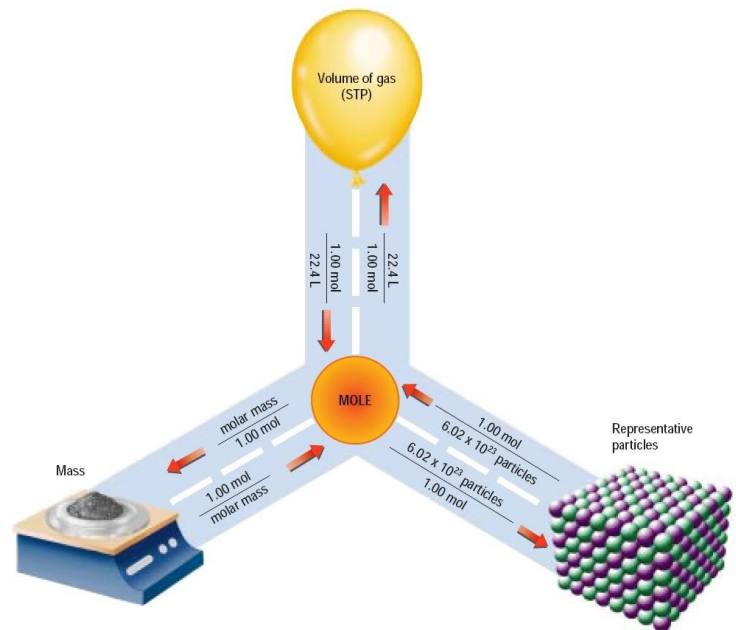 Volume of gas
(STP)
1.00 mol
22.4 L
22.4 L
1.00 mol
MOLE
molar mass
1.00 mol
1.00 mol
molar mass
1.00 mol
6.02 x 10²³ particles
6.02 x 10²³ particles
1.00 mol
Mass
Representative
particles